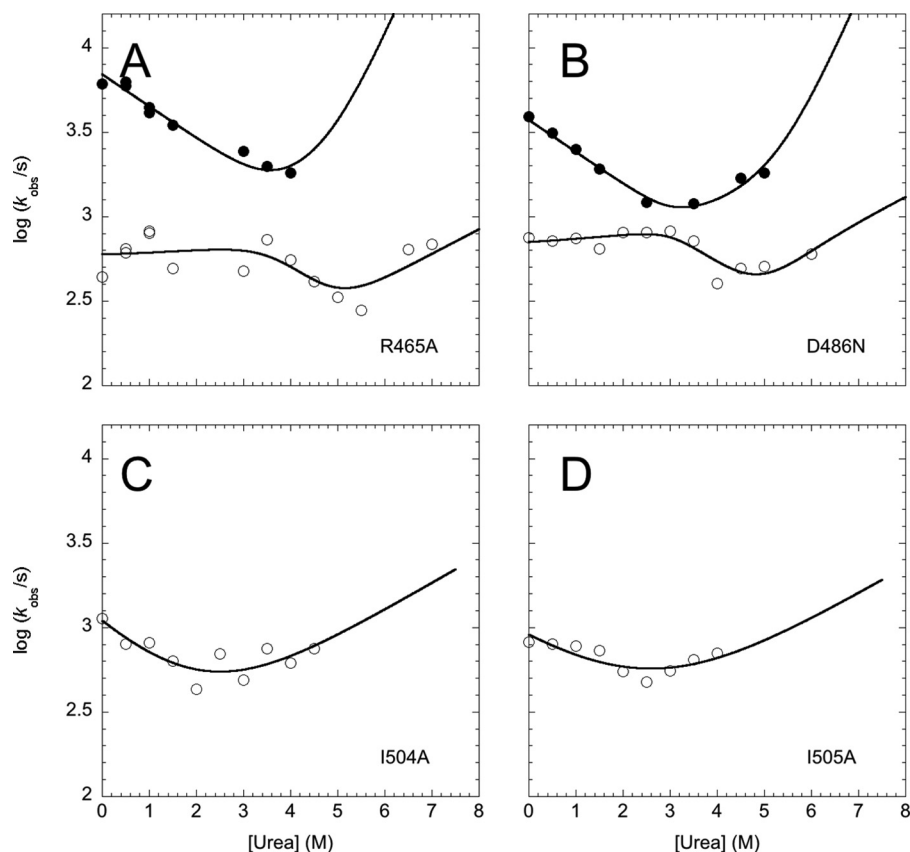 A
B
log (kobs/s)
4
3.5
3
2.5
2
R465A
D486N
C
D
log (kobs/s)
4
3.5
3
2.5
2
I504A
I505A
0 1 2 3 4 5 6 7 8
0 1 2 3 4 5 6 7 8
[Urea] (M)
[Urea] (M)